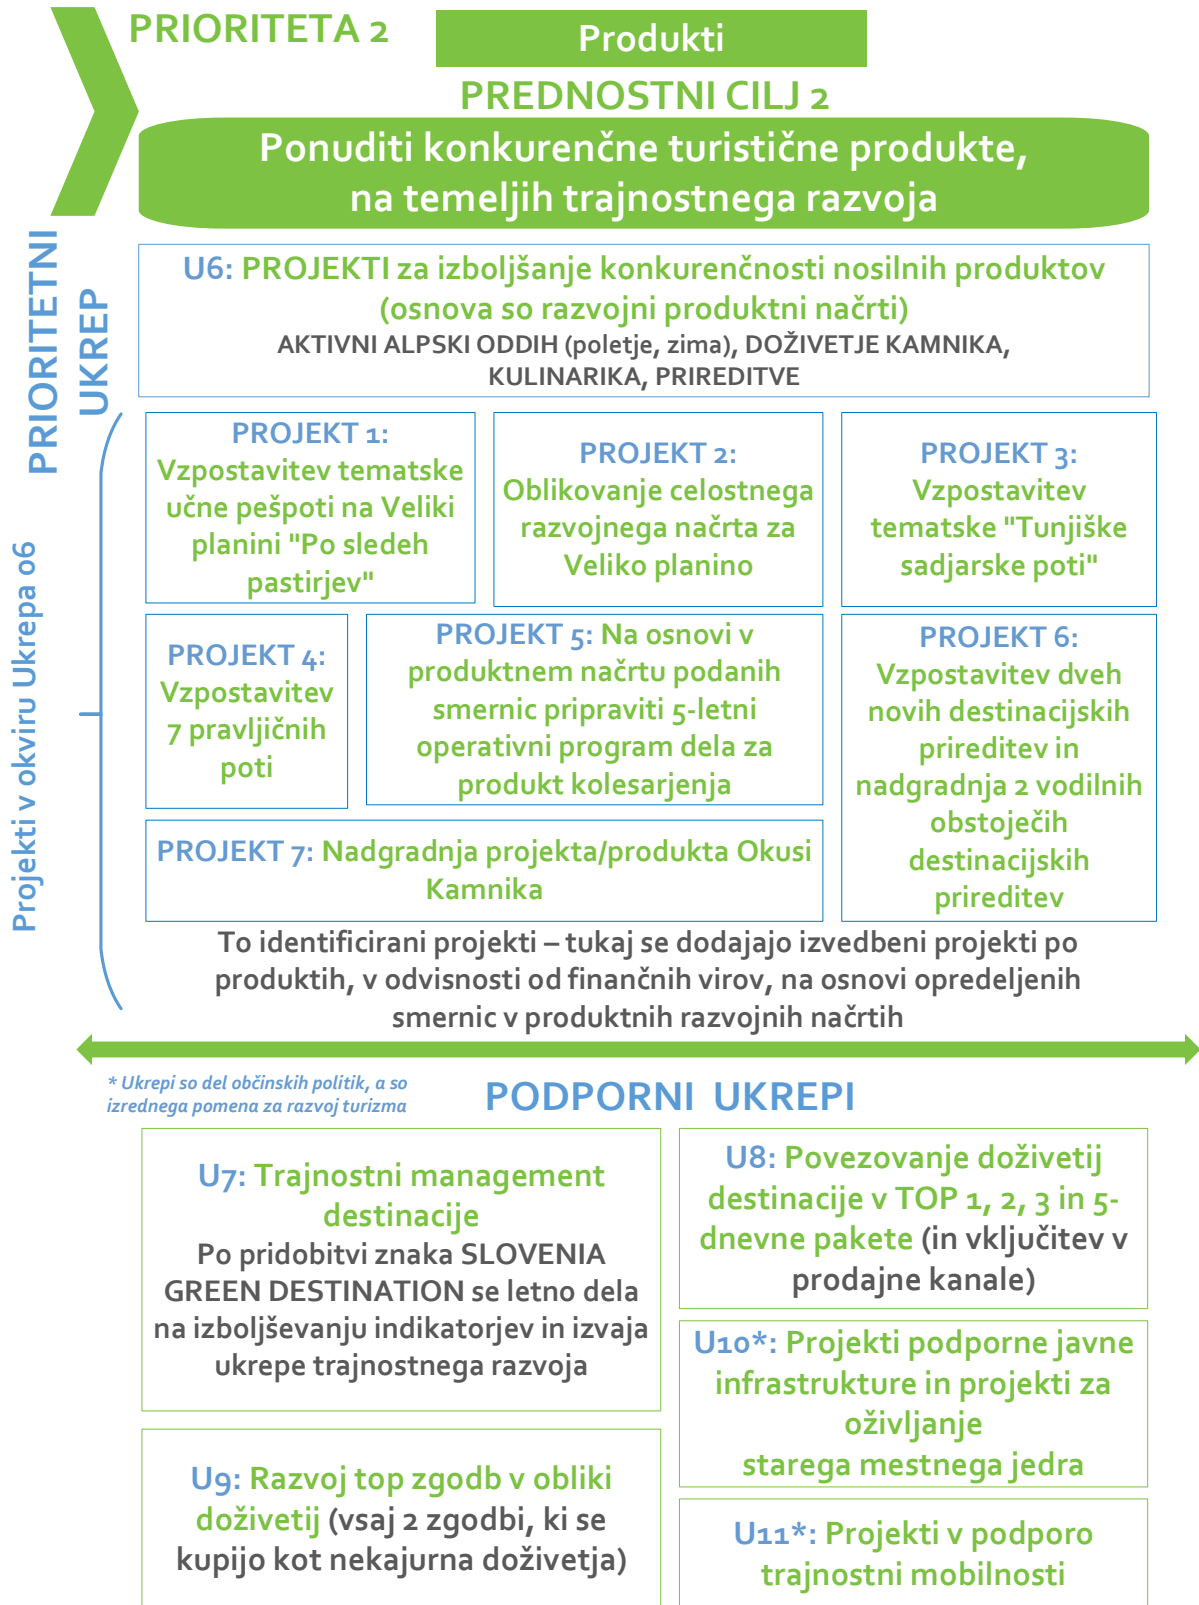 PRIORITETA 2
Produkti
PREDNOSTNI CILJ 2
Ponuditi konkurenčne turistične produkte,
na temeljih trajnostnega razvoja
PRIORITETNI
UKREP
U6: PROJEKTI za izboljšanje konkurenčnosti nosilnih produktov
(osnova so razvojni produktni načrti)
AKTIVNI ALPSKI ODDIH (poletje, zima), DOŽIVETJE KAMNIKA,
KULINARIKA, PRIREDITVE
Projekti v okviru Ukrepa 06
PROJEKT 1:
Vzpostavitev tematske
učne pešpoti na Veliki
planini "Po sledeh
pastirjev"
PROJEKT 2:
Oblikovanje celostnega
razvojnega načrta za
Veliko planino
PROJEKT 3:
Vzpostavitev
tematske "Tunjiške
sadjarske poti"
PROJEKT 4:
Vzpostavitev
7 pravljičnih
poti
PROJEKT 5: Na osnovi v
produktnem načrtu podanih
smernic pripraviti 5-letni
operativni program dela za
produkt kolesarjenja
PROJEKT 6:
Vzpostavitev dveh
novih destinacijskih
prireditev in
nadgradnja 2 vodilnih
obstoječih
destinacijskih
prireditev
PROJEKT 7: Nadgradnja projekta/produkta Okusi
Kamnika
To identificirani projekti – tukaj se dodajajo izvedbeni projekti po
produktih, v odvisnosti od finančnih virov, na osnovi opredeljenih
smernic v produktnih razvojnih načrtih
* Ukrepi so del občinskih politik, a so
izrednega pomena za razvoj turizma
PODPORNI UKREPI
U7: Trajnostni management
destinacije
Po pridobitvi znaka SLOVENIA
GREEN DESTINATION se letno dela
na izboljševanju indikatorjev in izvaja
ukrepe trajnostnega razvoja
U8: Povezovanje doživetij
destinacije v TOP 1, 2, 3 in 5-
dnevne pakete (in vključitev v
prodajne kanale)
U9: Razvoj top zgodb v obliki
doživetij (vsaj 2 zgodbi, ki se
kupijo kot nekajurna doživetja)
U10*: Projekti podporne javne
infrastrukture in projekti za
oživljanje
starega mestnega jedra
U11*: Projekti v podporo
trajnostni mobilnosti